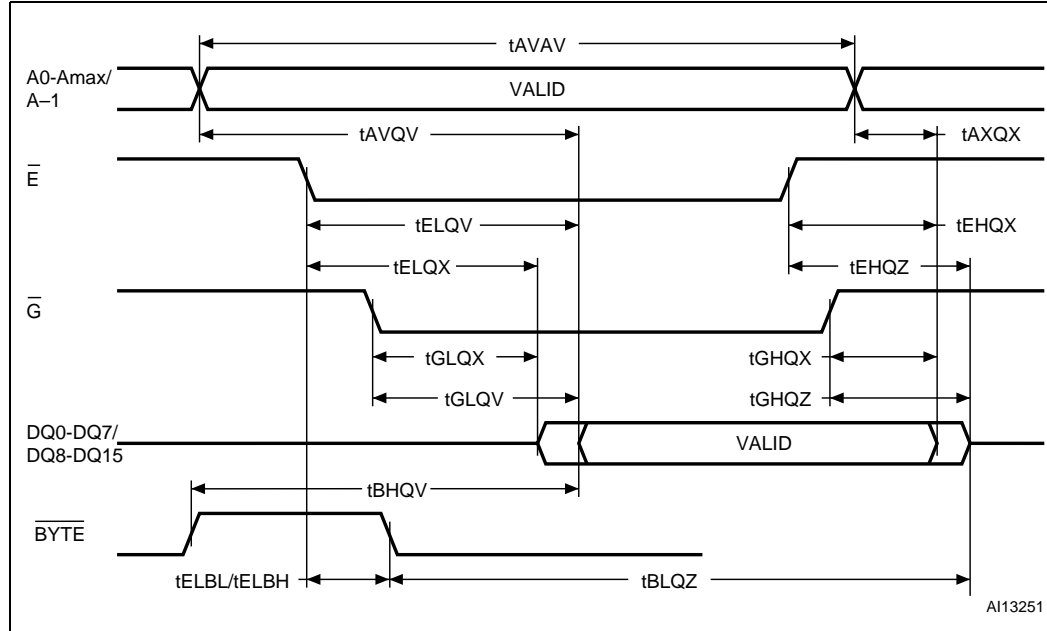 tAVAV
A0-Amax/
A–1
VALID
tAVQV
tAXQX
E̅
tELQV
tEHQX
tELQX
tEHQZ
G̅
tGLQX
tGHQX
tGLQV
tGHQZ
DQ0-DQ7/
DQ8-DQ15
VALID
tBHQV
B̅Y̅T̅E̅
tELBL/tELBH
tBLQZ
AI13251